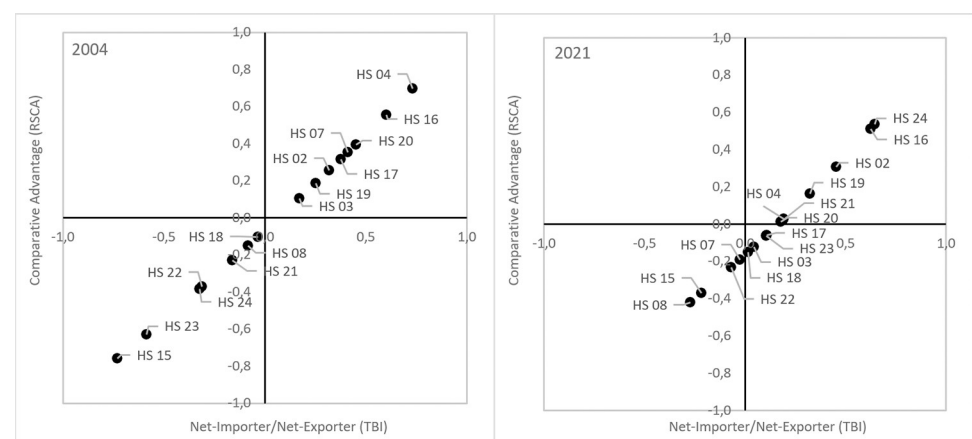 2004
Comparative Advantage (RSCA)
1,0
0,8
0,6
0,4
0,2
0,0
-0,2
-0,4
-0,6
-0,8
-1,0
-1,0
-0,5
0,5
1,0
HS 04
HS 16
HS 07
HS 20
HS 02
HS 17
HS 19
HS 03
HS 18
HS 08
HS 21
HS 22
HS 24
HS 23
HS 15
Net-Importer/Net-Exporter (TBI)
2021
Comparative Advantage (RSCA)
1,0
0,8
0,6
0,4
0,2
0,0
-0,2
-0,4
-0,6
-0,8
-1,0
-1,0
-0,5
0,5
1,0
HS 24
HS 16
HS 02
HS 19
HS 04
HS 21
HS 20
HS 17
HS 07
HS 23
HS 03
HS 15
HS 18
HS 08
HS 22
Net-Importer/Net-Exporter (TBI)